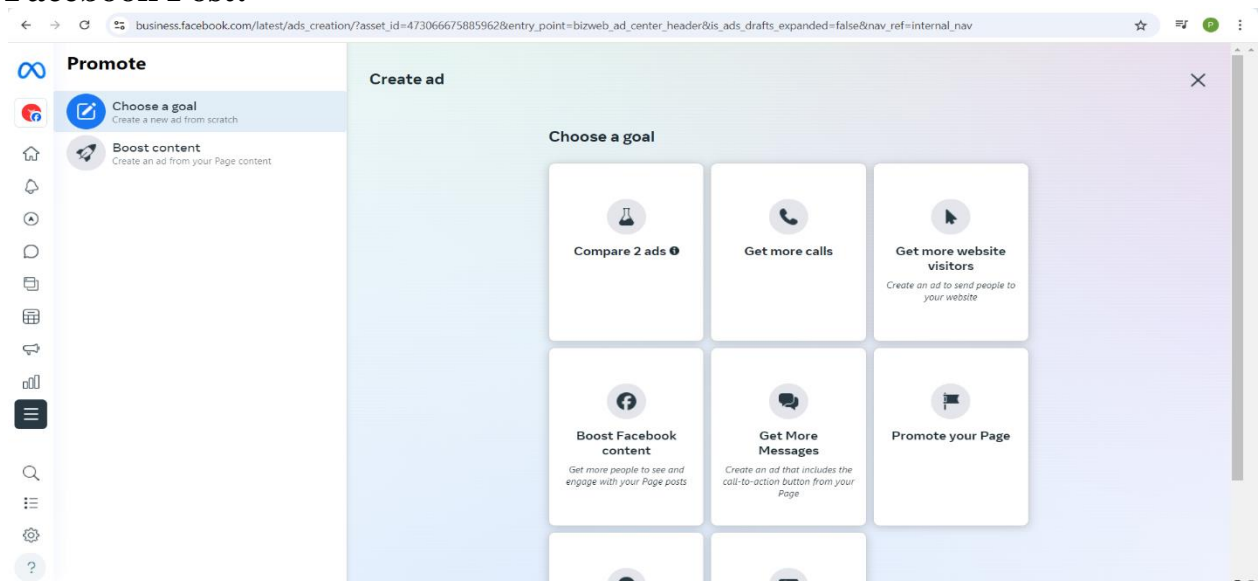 Facebook Post.
business.facebook.com/latest/ads_creation/?asset_id=473066675885962&entry_point=bizweb_ad_center_header&is_ads_drafts_expanded=false&nav_ref=internal_nav
P
Promote
Choose a goal
Create a new ad from scratch
Boost content
Create an ad from your Page content
Create ad
Choose a goal
Compare 2 ads
Get more calls
Get more website
visitors
Create an ad to send people to
your website
Boost Facebook
content
Get more people to see and
engage with your Page posts
Get More
Messages
Create an ad that includes the
call-to-action button from your
Page
Promote your Page
?